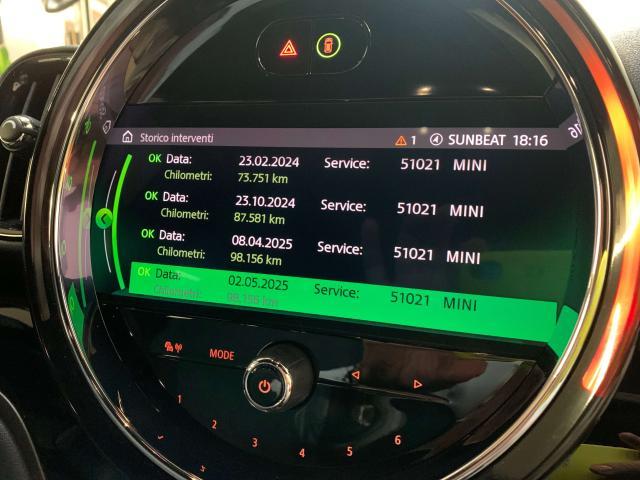 Storico interventi 1 SUNBEAT 18:16
OK Data: 23.02.2024 Service: 51021 MINI
Chilometri: 73.751 km
OK Data: 23.10.2024 Service: 51021 MINI
Chilometri: 87.581 km
OK Data: 08.04.2025 Service: 51021 MINI
Chilometri: 98.156 km
OK Data: 02.05.2025 Service: 51021 MINI
Chilometri: 98.156 km
MODE
1 2 3 4 5 6